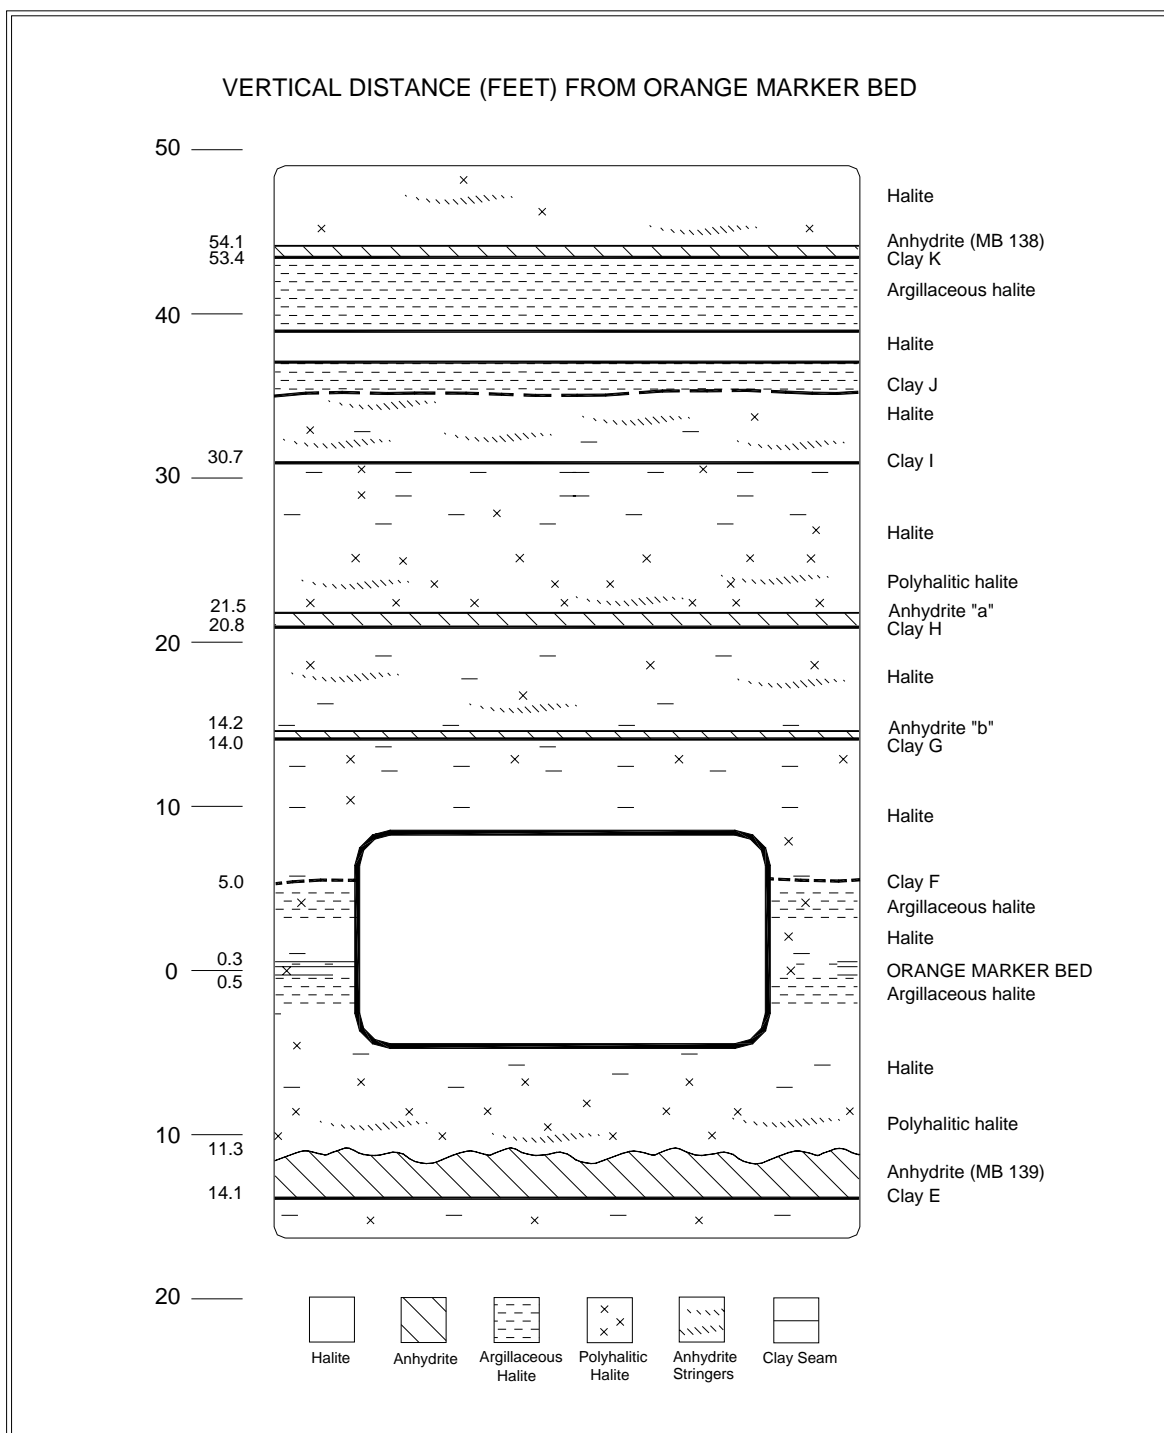 VERTICAL DISTANCE (FEET) FROM ORANGE MARKER BED
50
Halite
54.1
Anhydrite (MB 138)
53.4
Clay K
Argillaceous halite
40
Halite
Clay J
Halite
30.7
Clay I
30
Halite
Polyhalitic halite
21.5
Anhydrite "a"
20.8
Clay H
20
Halite
14.2
Anhydrite "b"
14.0
Clay G
10
Halite
5.0
Clay F
Argillaceous halite
Halite
0.3
0
ORANGE MARKER BED
0.5
Argillaceous halite
Halite
Polyhalitic halite
10
11.3
Anhydrite (MB 139)
14.1
Clay E
20
Halite
Anhydrite
Argillaceous
Halite
Polyhalitic
Halite
Anhydrite
Stringers
Clay Seam